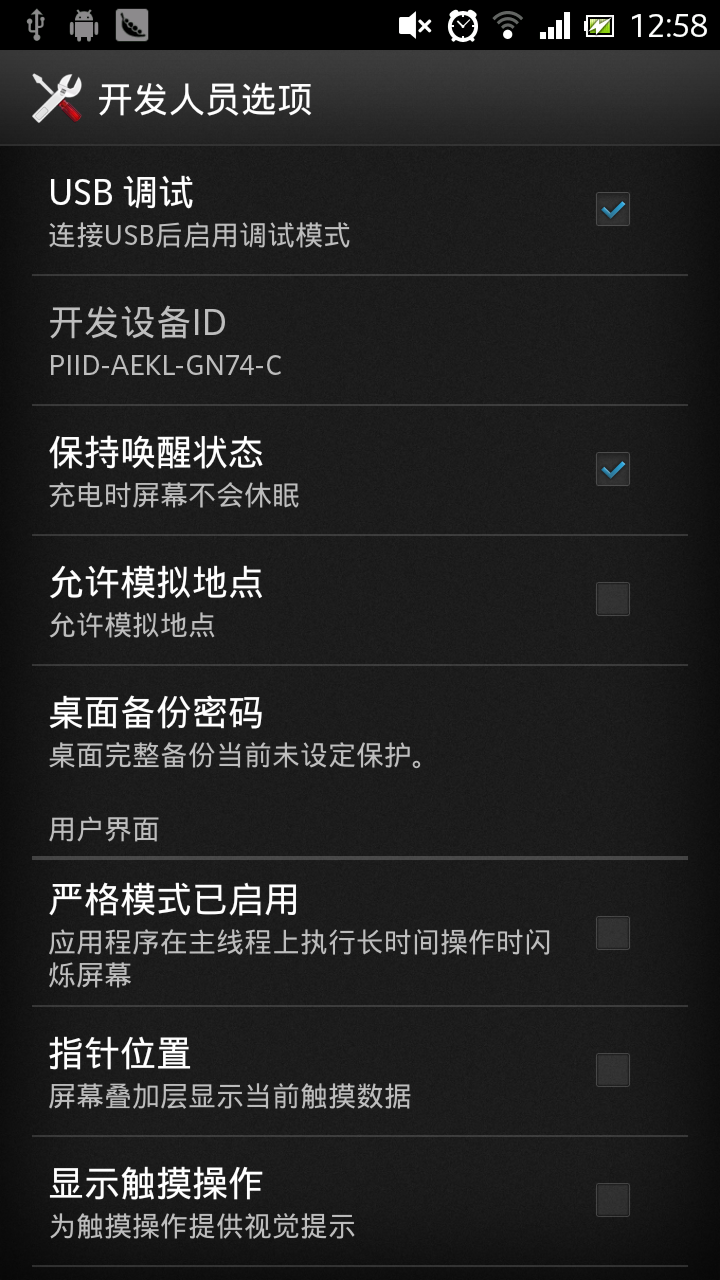 12:58
开发人员选项
USB 调试
连接USB后启用调试模式
开发设备ID
PIID-AEKL-GN74-C
保持唤醒状态
充电时屏幕不会休眠
允许模拟地点
允许模拟地点
桌面备份密码
桌面完整备份当前未设定保护。
用户界面
严格模式已启用
应用程序在主线程上执行长时间操作时闪
烁屏幕
指针位置
屏幕叠加层显示当前触摸数据
显示触摸操作
为触摸操作提供视觉提示